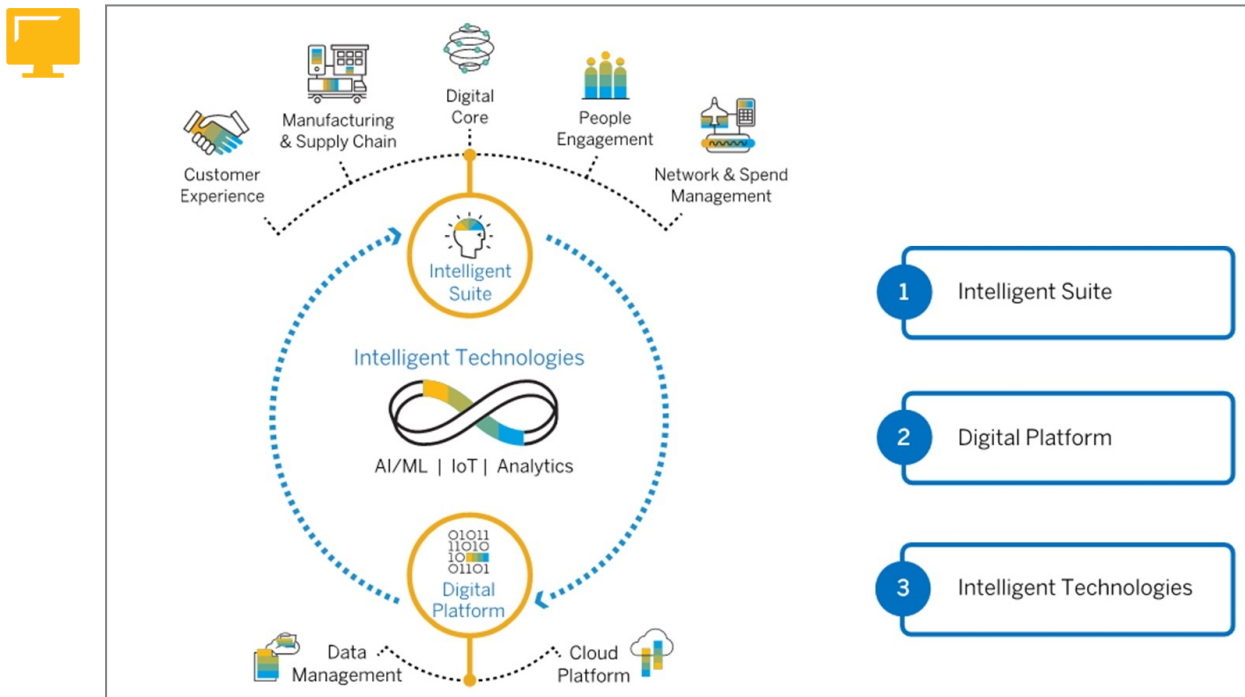 Digital
Core
Manufacturing
& Supply Chain
People
Engagement
Customer
Experience
Network & Spend
Management
Intelligent
Suite
Intelligent Technologies
AI/ML | IoT | Analytics
01011
11010
10
01101
Digital
Platform
Data
Management
Cloud
Platform
1 Intelligent Suite
2 Digital Platform
3 Intelligent Technologies